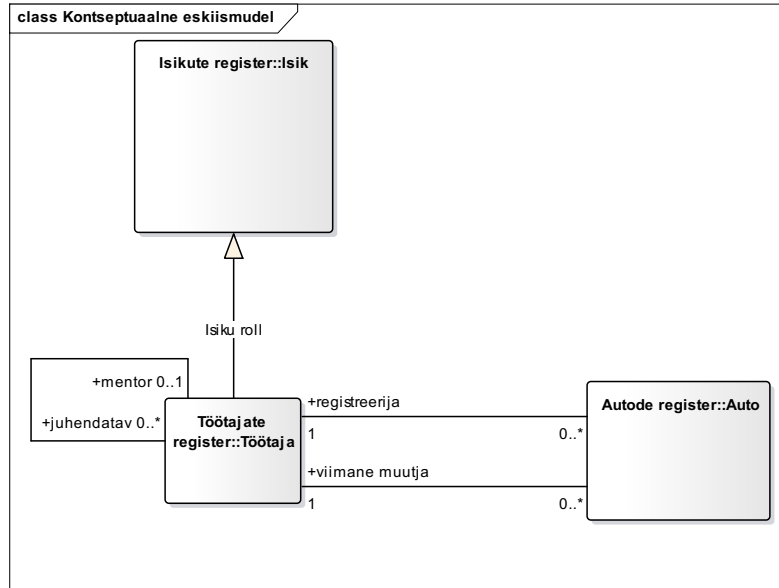 class Kontseptuaalne eskiismudel
Isikute register::Isik
Isiku roll
+mentor 0..1
+juhendatav 0..*
Töötajate
register::Töötaja
+registreerija
1
0..*
+viimane muutja
1
0..*
Autode register::Auto